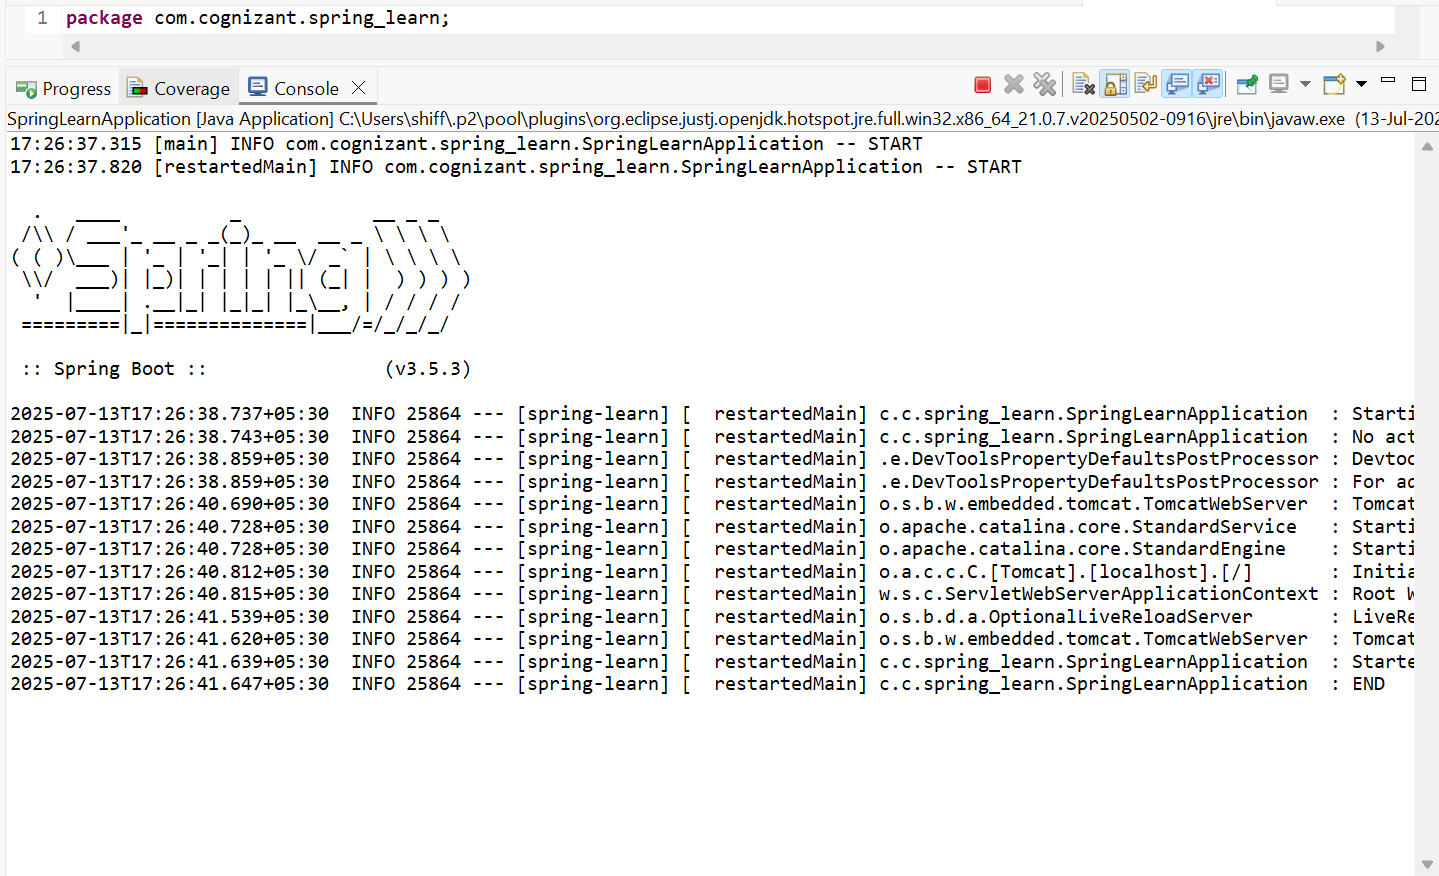 1 package com.cognizant.spring_learn;
Progress Coverage Console
SpringLearnApplication [Java Application] C:\Users\shiff\.p2\pool\plugins\org.eclipse.justj.openjdk.hotspot.jre.full.win32.x86_64_21.0.7.v20250502-0916\jre\bin\javaw.exe (13-Jul-202
17:26:37.315 [main] INFO com.cognizant.spring_learn.SpringLearnApplication -- START
17:26:37.820 [restartedMain] INFO com.cognizant.spring_learn.SpringLearnApplication -- START
  .   ____          _            __ _ _
 /\\ / ___'_ __ _ _(_)_ __  __ _ \ \ \ \
( ( )\___ | '_ | '_| | '_ \/ _` | \ \ \ \
 \\/  ___)| |_)| | | | | || (_| |  ) ) ) )
  '  |____| .__|_| |_|_| |_\__, | / / / /
 =========|_|==============|___/=/_/_/_/
 :: Spring Boot ::                (v3.5.3)
2025-07-13T17:26:38.737+05:30  INFO 25864 --- [spring-learn] [  restartedMain] c.c.spring_learn.SpringLearnApplication  : Starti
2025-07-13T17:26:38.743+05:30  INFO 25864 --- [spring-learn] [  restartedMain] c.c.spring_learn.SpringLearnApplication  : No act
2025-07-13T17:26:38.859+05:30  INFO 25864 --- [spring-learn] [  restartedMain] .e.DevToolsPropertyDefaultsPostProcessor : Devtoo
2025-07-13T17:26:38.859+05:30  INFO 25864 --- [spring-learn] [  restartedMain] .e.DevToolsPropertyDefaultsPostProcessor : For ad
2025-07-13T17:26:40.690+05:30  INFO 25864 --- [spring-learn] [  restartedMain] o.s.b.w.embedded.tomcat.TomcatWebServer  : Tomcat
2025-07-13T17:26:40.728+05:30  INFO 25864 --- [spring-learn] [  restartedMain] o.apache.catalina.core.StandardService   : Starti
2025-07-13T17:26:40.728+05:30  INFO 25864 --- [spring-learn] [  restartedMain] o.apache.catalina.core.StandardEngine    : Starti
2025-07-13T17:26:40.812+05:30  INFO 25864 --- [spring-learn] [  restartedMain] o.a.c.c.C.[Tomcat].[localhost].[/]       : Initia
2025-07-13T17:26:40.815+05:30  INFO 25864 --- [spring-learn] [  restartedMain] w.s.c.ServletWebServerApplicationContext : Root W
2025-07-13T17:26:41.539+05:30  INFO 25864 --- [spring-learn] [  restartedMain] o.s.b.d.a.OptionalLiveReloadServer       : LiveRe
2025-07-13T17:26:41.620+05:30  INFO 25864 --- [spring-learn] [  restartedMain] o.s.b.w.embedded.tomcat.TomcatWebServer  : Tomcat
2025-07-13T17:26:41.639+05:30  INFO 25864 --- [spring-learn] [  restartedMain] c.c.spring_learn.SpringLearnApplication  : Starte
2025-07-13T17:26:41.647+05:30  INFO 25864 --- [spring-learn] [  restartedMain] c.c.spring_learn.SpringLearnApplication  : END